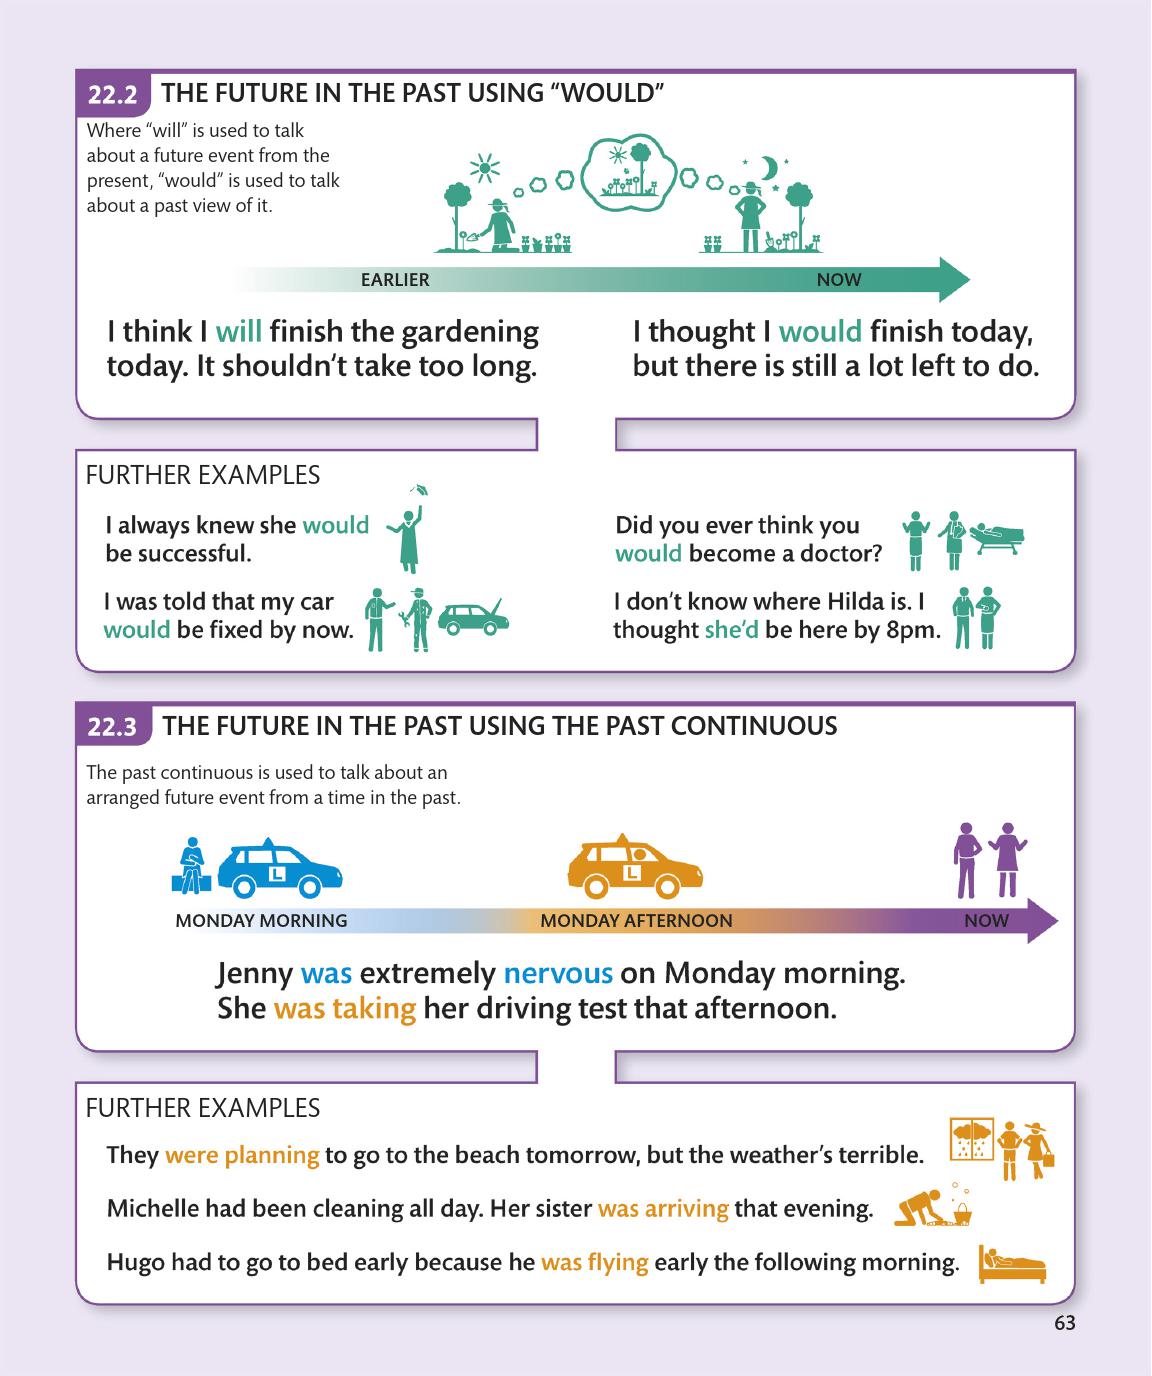 22.2 THE FUTURE IN THE PAST USING “WOULD”
Where “will” is used to talk
about a future event from the
present, “would” is used to talk
about a past view of it.
EARLIER NOW
I think I will finish the gardening
today. It shouldn’t take too long.
I thought I would finish today,
but there is still a lot left to do.
FURTHER EXAMPLES
I always knew she would
be successful.
Did you ever think you
would become a doctor?
I was told that my car
would be fixed by now.
I don’t know where Hilda is. I
thought she’d be here by 8pm.
22.3 THE FUTURE IN THE PAST USING THE PAST CONTINUOUS
The past continuous is used to talk about an
arranged future event from a time in the past.
L L
MONDAY MORNING MONDAY AFTERNOON NOW
Jenny was extremely nervous on Monday morning.
She was taking her driving test that afternoon.
FURTHER EXAMPLES
They were planning to go to the beach tomorrow, but the weather’s terrible.
Michelle had been cleaning all day. Her sister was arriving that evening.
Hugo had to go to bed early because he was flying early the following morning.
63